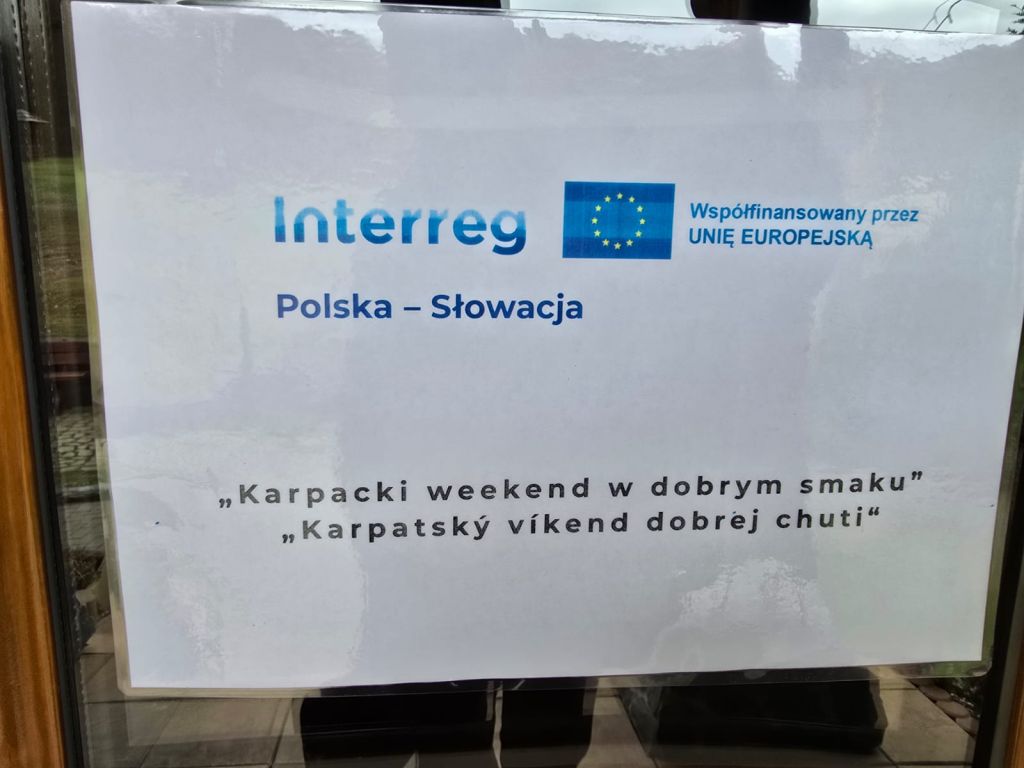 Interreg
Współfinansowany przez
UNIĘ EUROPEJSKĄ
Polska – Słowacja
„Karpacki weekend w dobrym smaku”
„Karpatský víkend dobrej chuti“